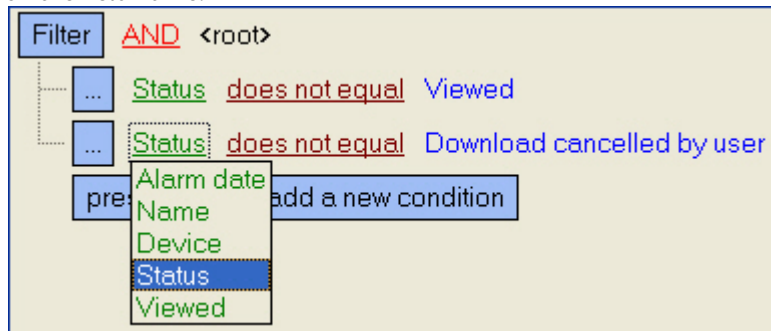 Filter AND <root>
... Status does not equal Viewed
... Status does not equal Download cancelled by user
add a new condition
Alarm date
Name
Device
Status
Viewed